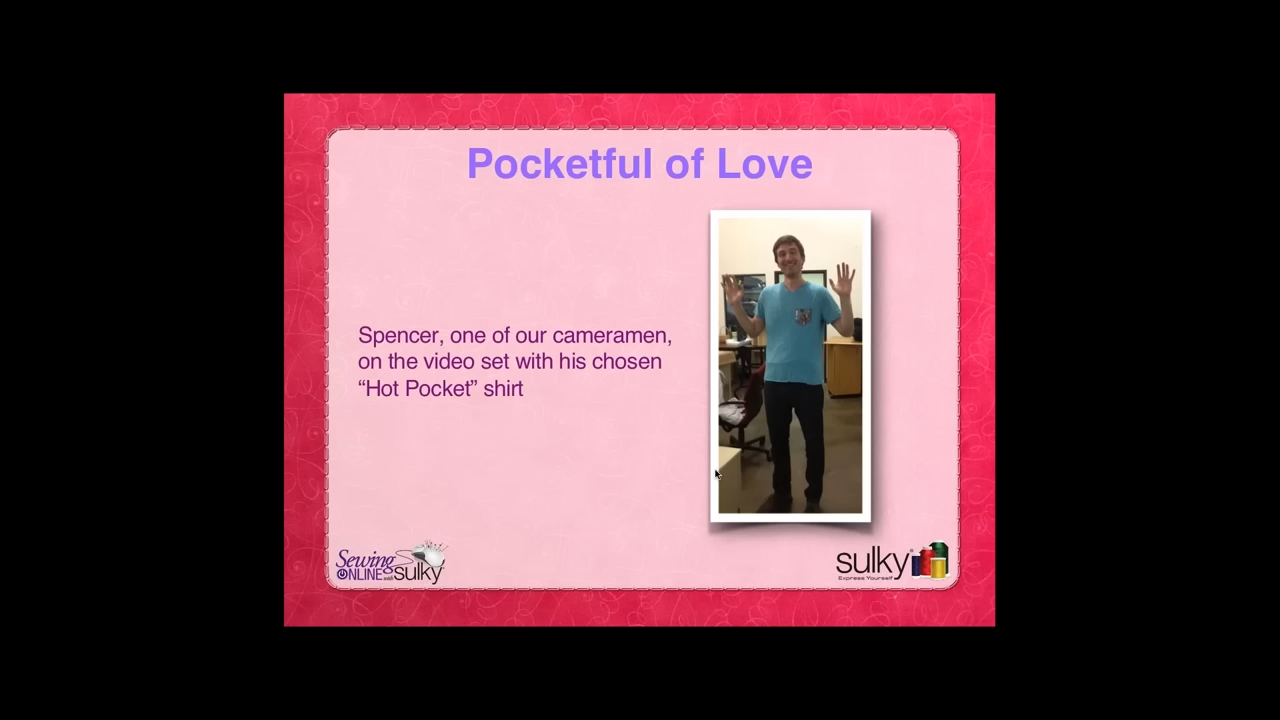 Pocketful of Love
Spencer, one of our cameramen,
on the video set with his chosen
“Hot Pocket” shirt
Sewing
ONLINE with sulky
sulky®
Express Yourself